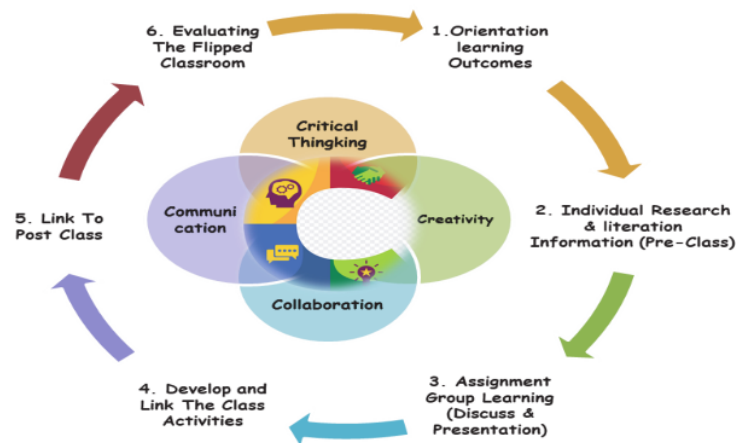 6. Evaluating
The Flipped
Classroom
1.Orientation
learning
Outcomes
2. Individual Research
& literation
Information (Pre-Class)
3. Assignment
Group Learning
(Discuss &
Presentation)
4. Develop and
Link The Class
Activities
5. Link To
Post Class
Critical
Thingking
Communi
cation
Creativity
Collaboration